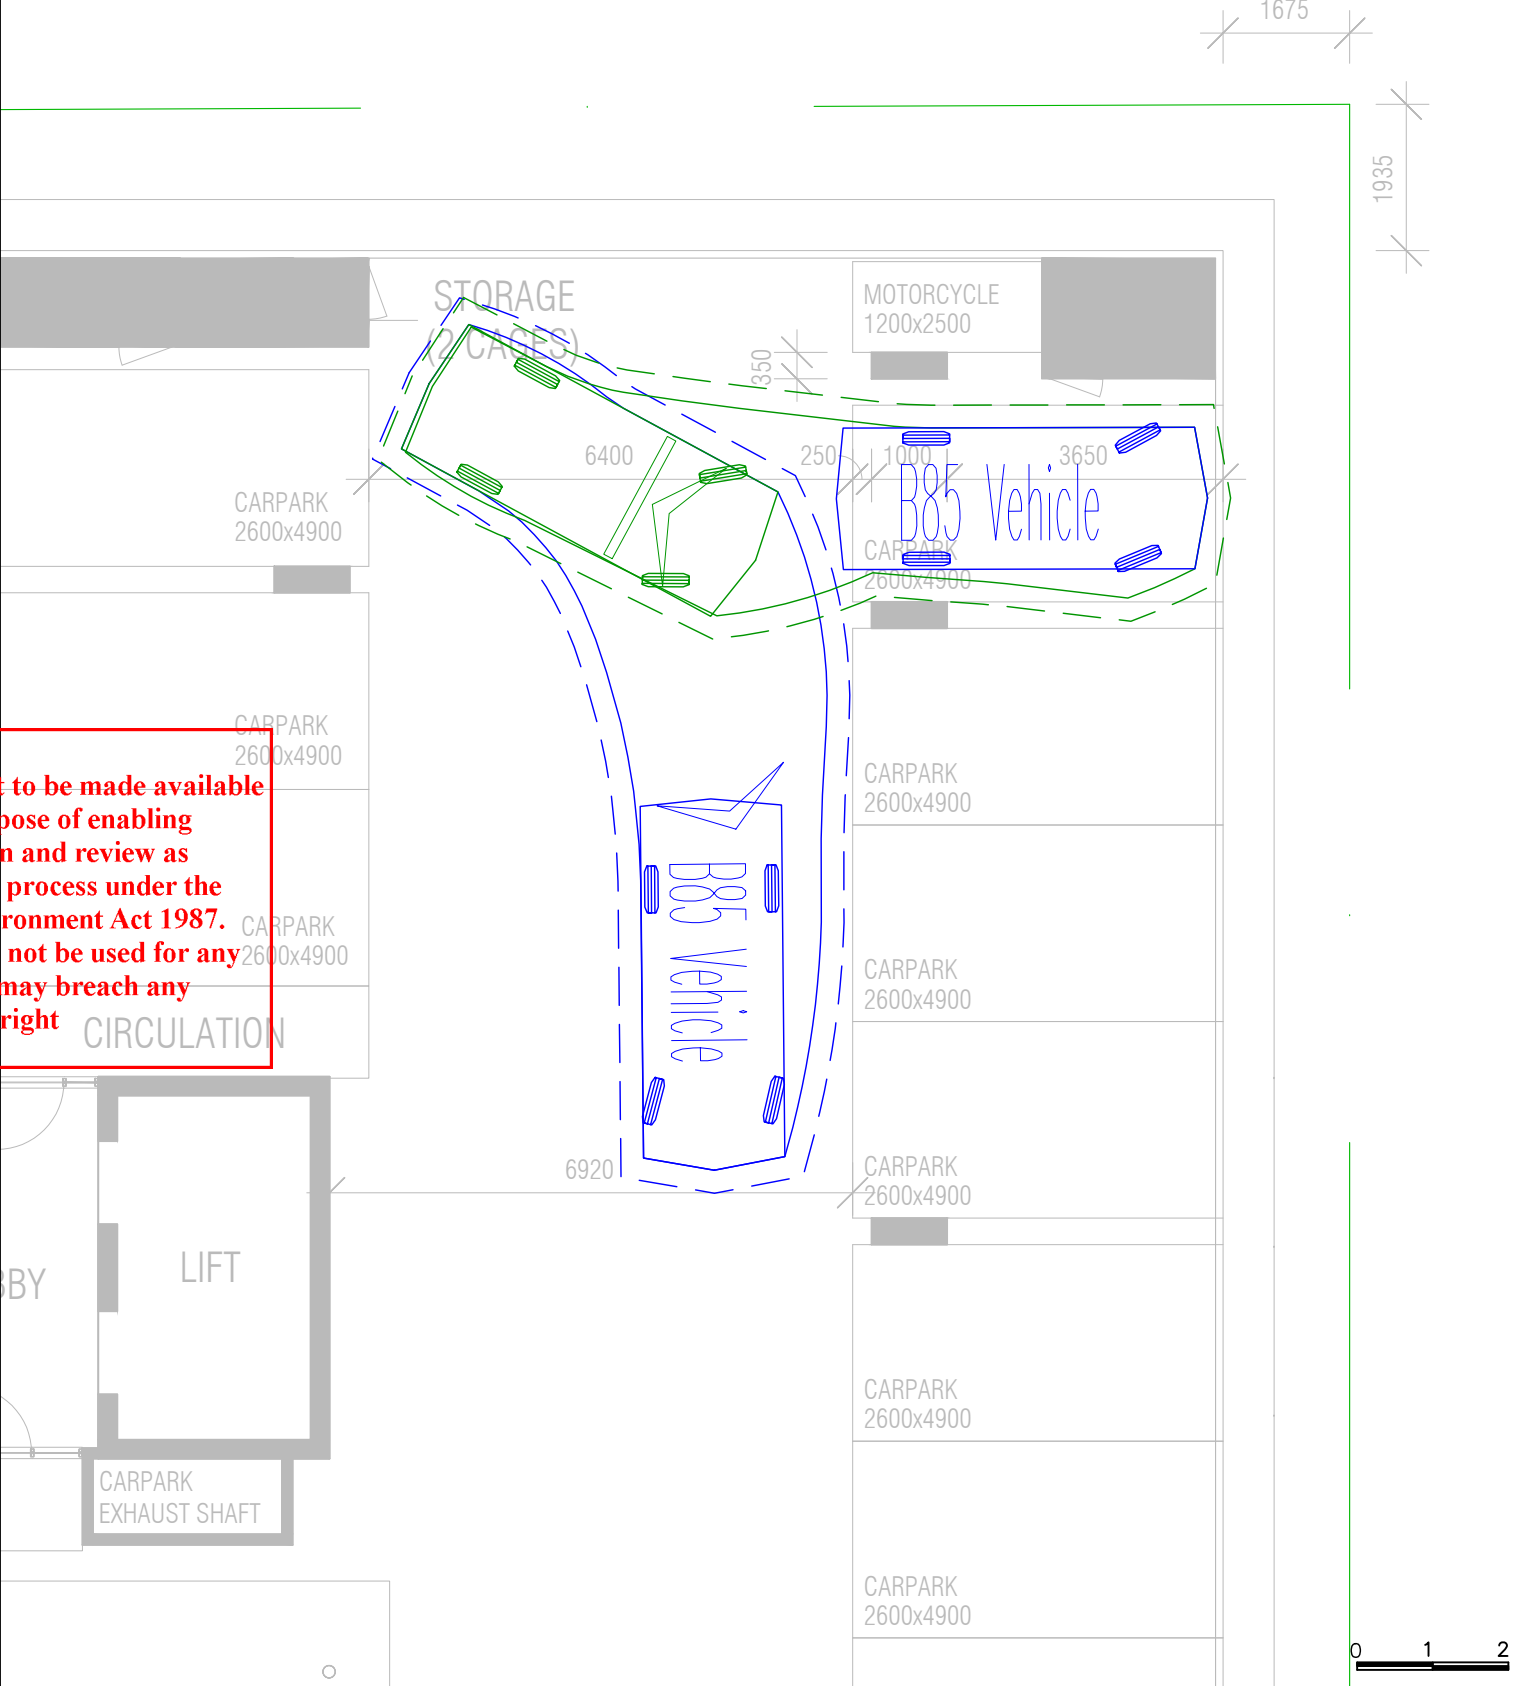 1675
1935
STORAGE
(2 CAGES)
MOTORCYCLE
1200x2500
350
6400
250
1000
3650
B85 Vehicle
CARPARK
2600x4900
CARPARK
2600x4900
CARPARK
2600x4900
CARPARK
2600x4900
t to be made available
pose of enabling
n and review as
process under the
ronment Act 1987.
not be used for any
may breach any
right
CARPARK
2600x4900
B85 Vehicle
CARPARK
2600x4900
CIRCULATION
6920
CARPARK
2600x4900
LIFT
BBY
CARPARK
2600x4900
CARPARK
EXHAUST SHAFT
CARPARK
2600x4900
0 1 2